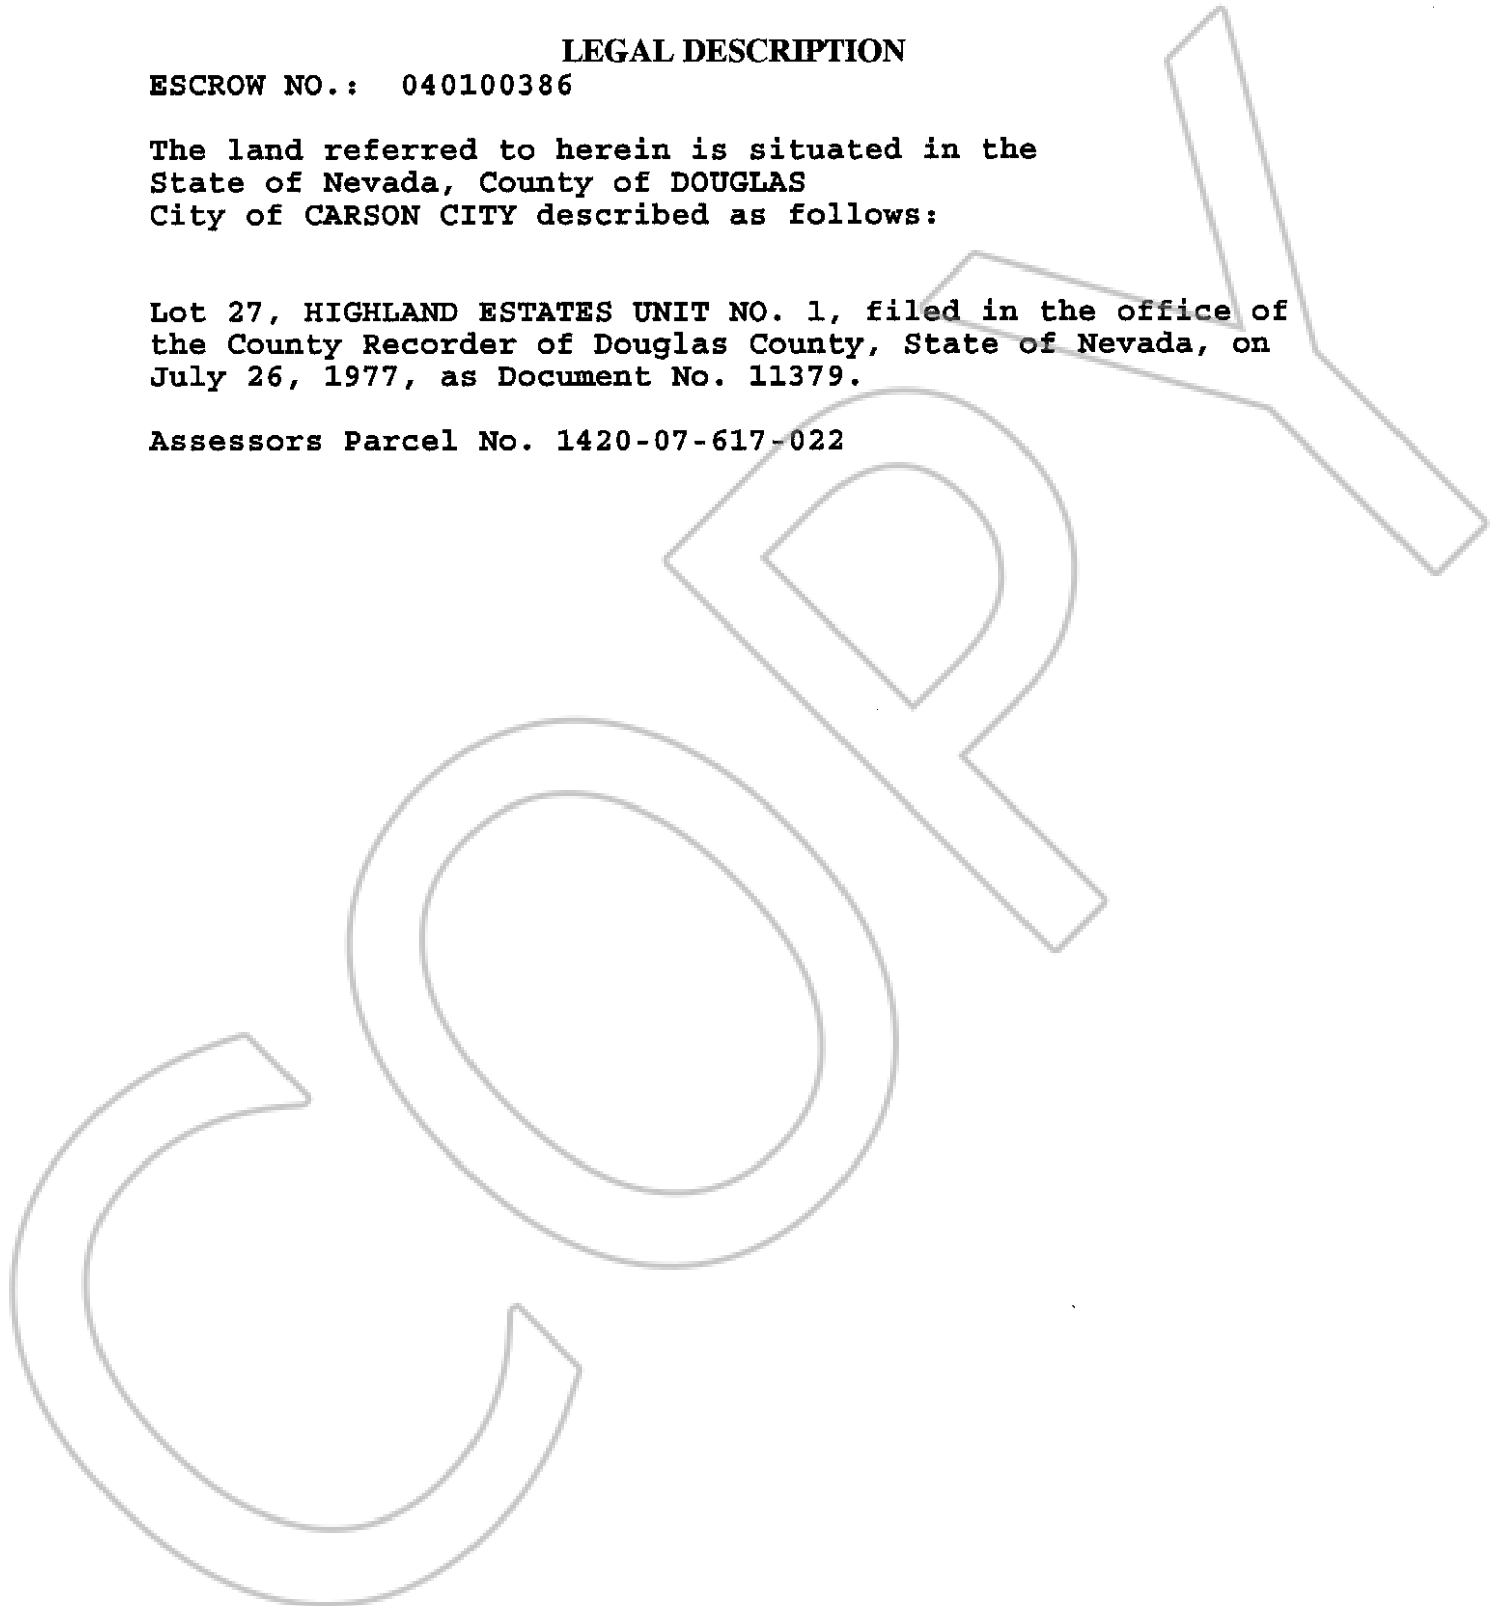 LEGAL DESCRIPTION
ESCROW NO.: 040100386
The land referred to herein is situated in the
State of Nevada, County of DOUGLAS
City of CARSON CITY described as follows:
Lot 27, HIGHLAND ESTATES UNIT NO. 1, filed in the office of
the County Recorder of Douglas County, State of Nevada, on
July 26, 1977, as Document No. 11379.
Assessors Parcel No. 1420-07-617-022
COPY